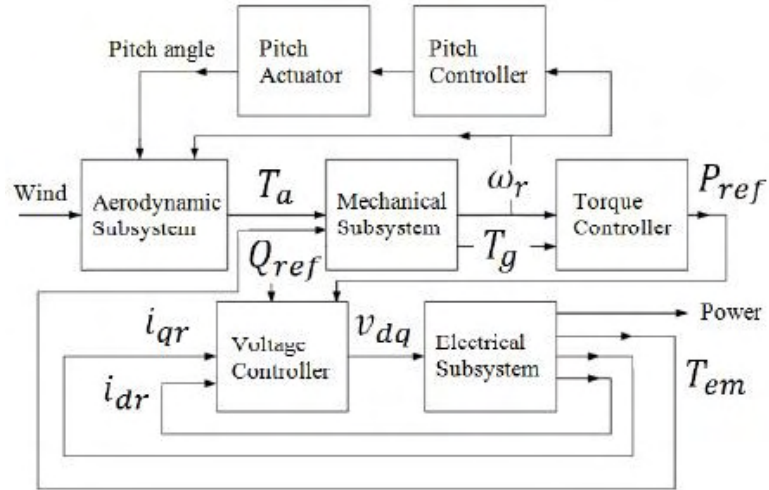 Pitch angle
Pitch
Actuator
Pitch
Controller
Wind
Aerodynamic
Subsystem
T_a
Mechanical
Subsystem
ω_r
T_g
Torque
Controller
P_ref
Q_ref
i_qr
i_dr
Voltage
Controller
v_dq
Electrical
Subsystem
Power
T_em